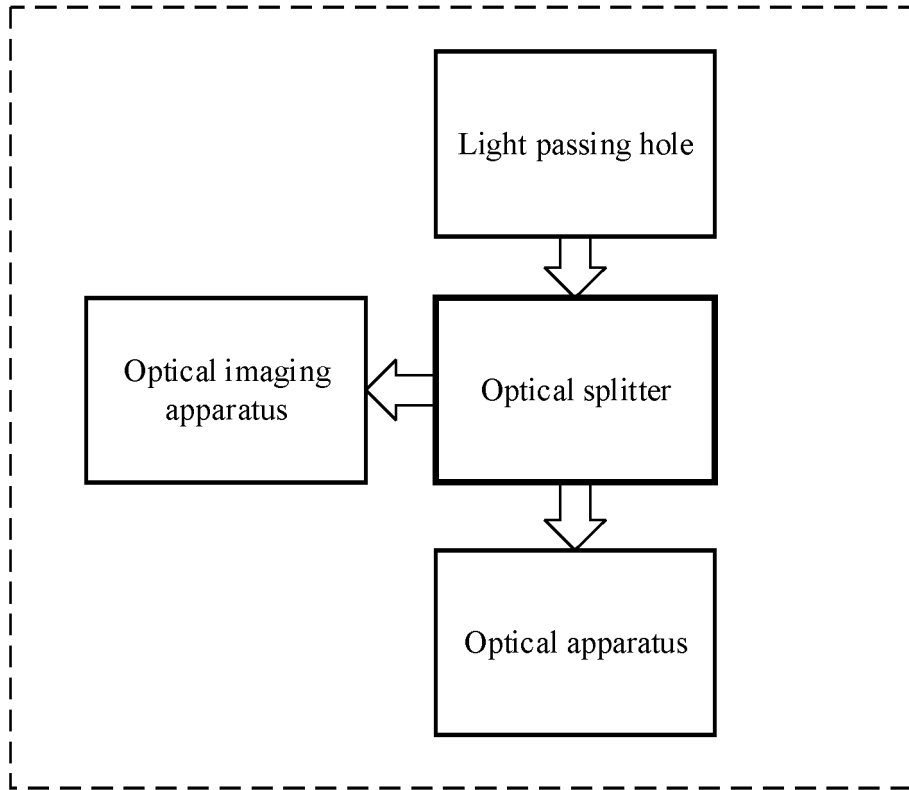 Light passing hole
Optical imaging
apparatus
Optical splitter
Optical apparatus